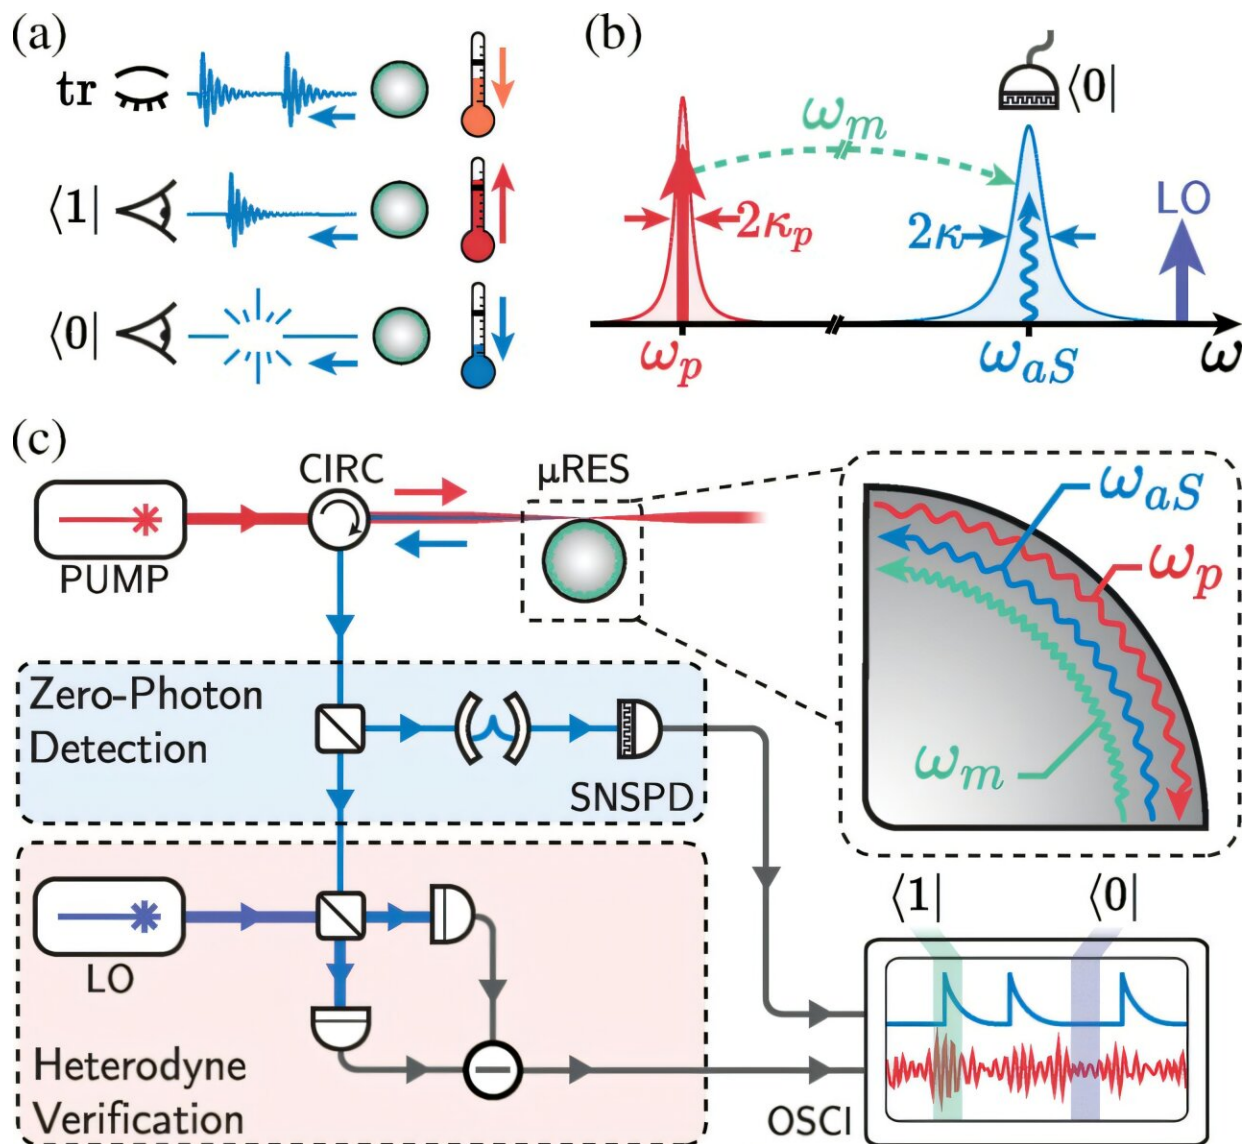 (a)
tr
⟨1|
⟨0|
(b)
⟨0|
ω_m
LO
2κ_p
2κ
ω_p
ω_aS
ω
(c)
CIRC
μRES
PUMP
ω_aS
ω_p
ω_m
Zero-Photon
Detection
SNSPD
⟨1|
⟨0|
LO
Heterodyne
Verification
OSCI